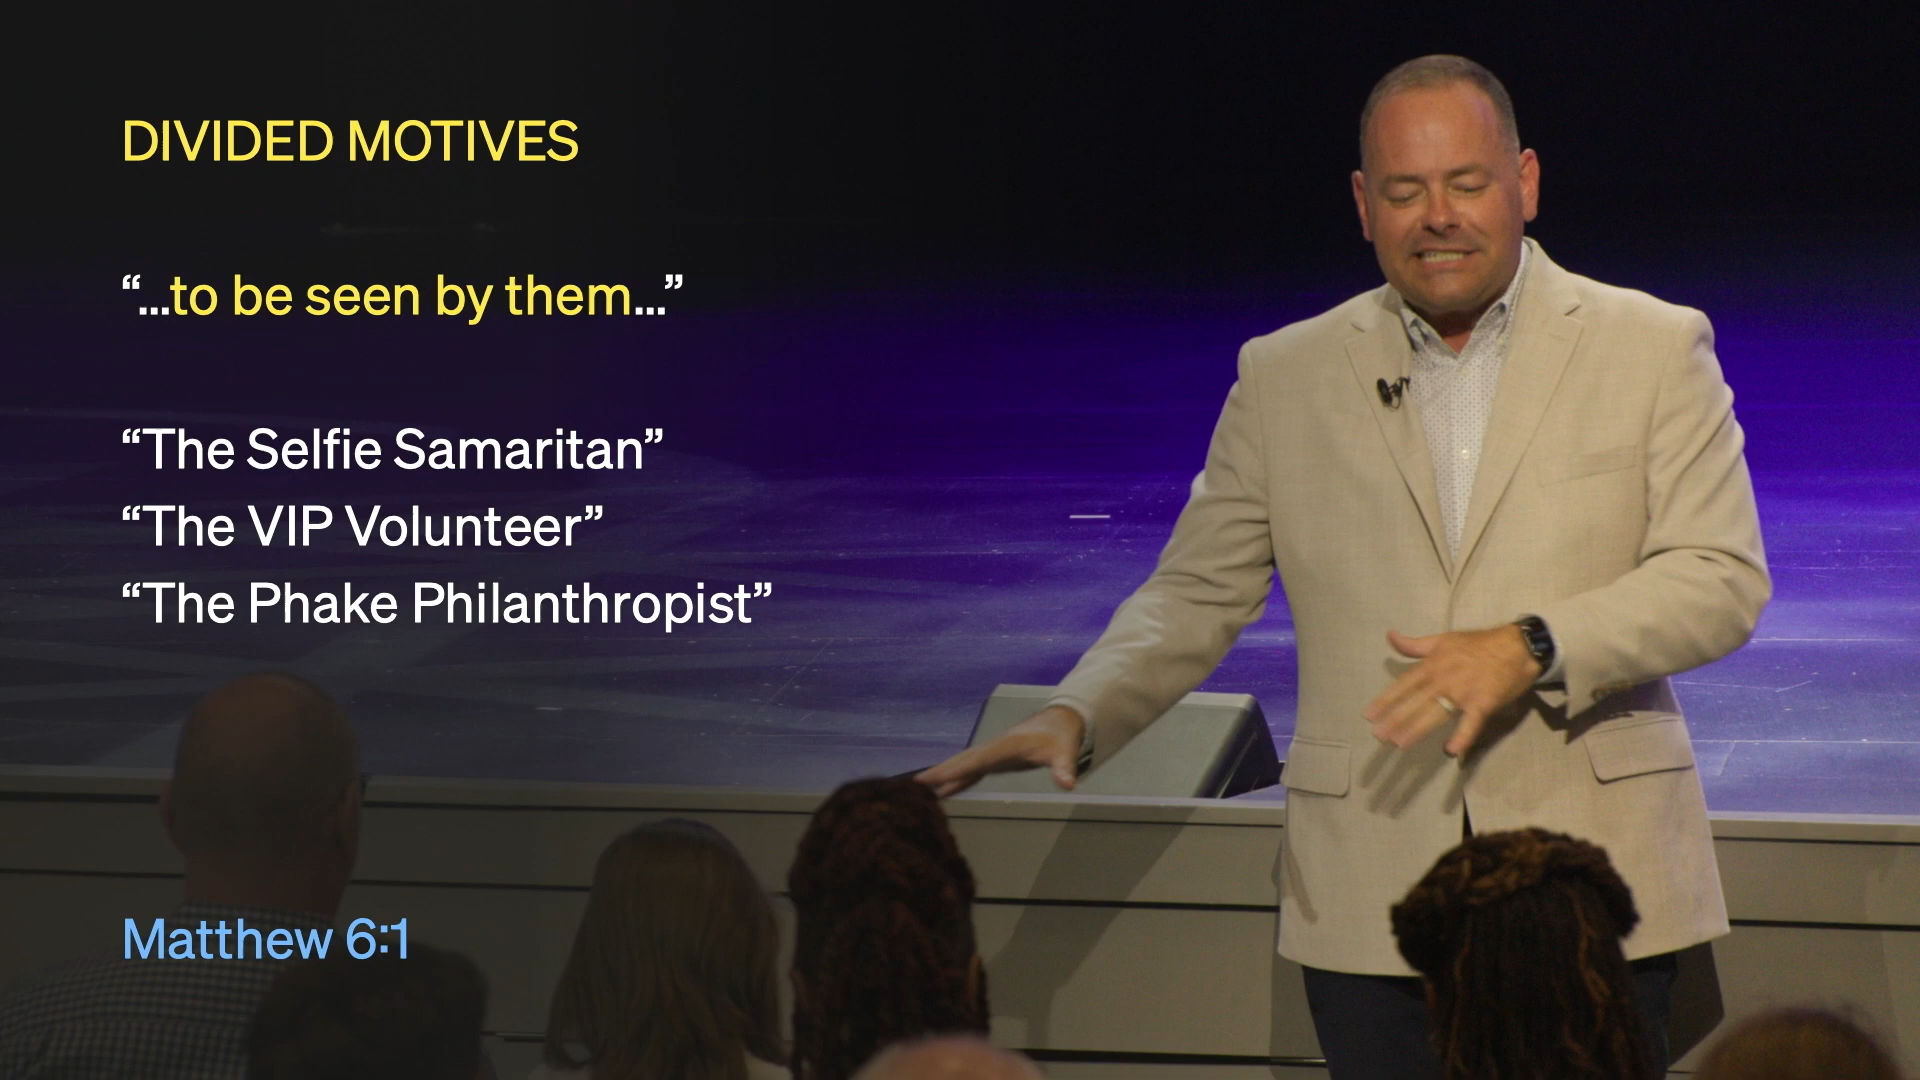 DIVIDED MOTIVES
“...to be seen by them...”
“The Selfie Samaritan”
“The VIP Volunteer”
“The Phake Philanthropist”
Matthew 6:1